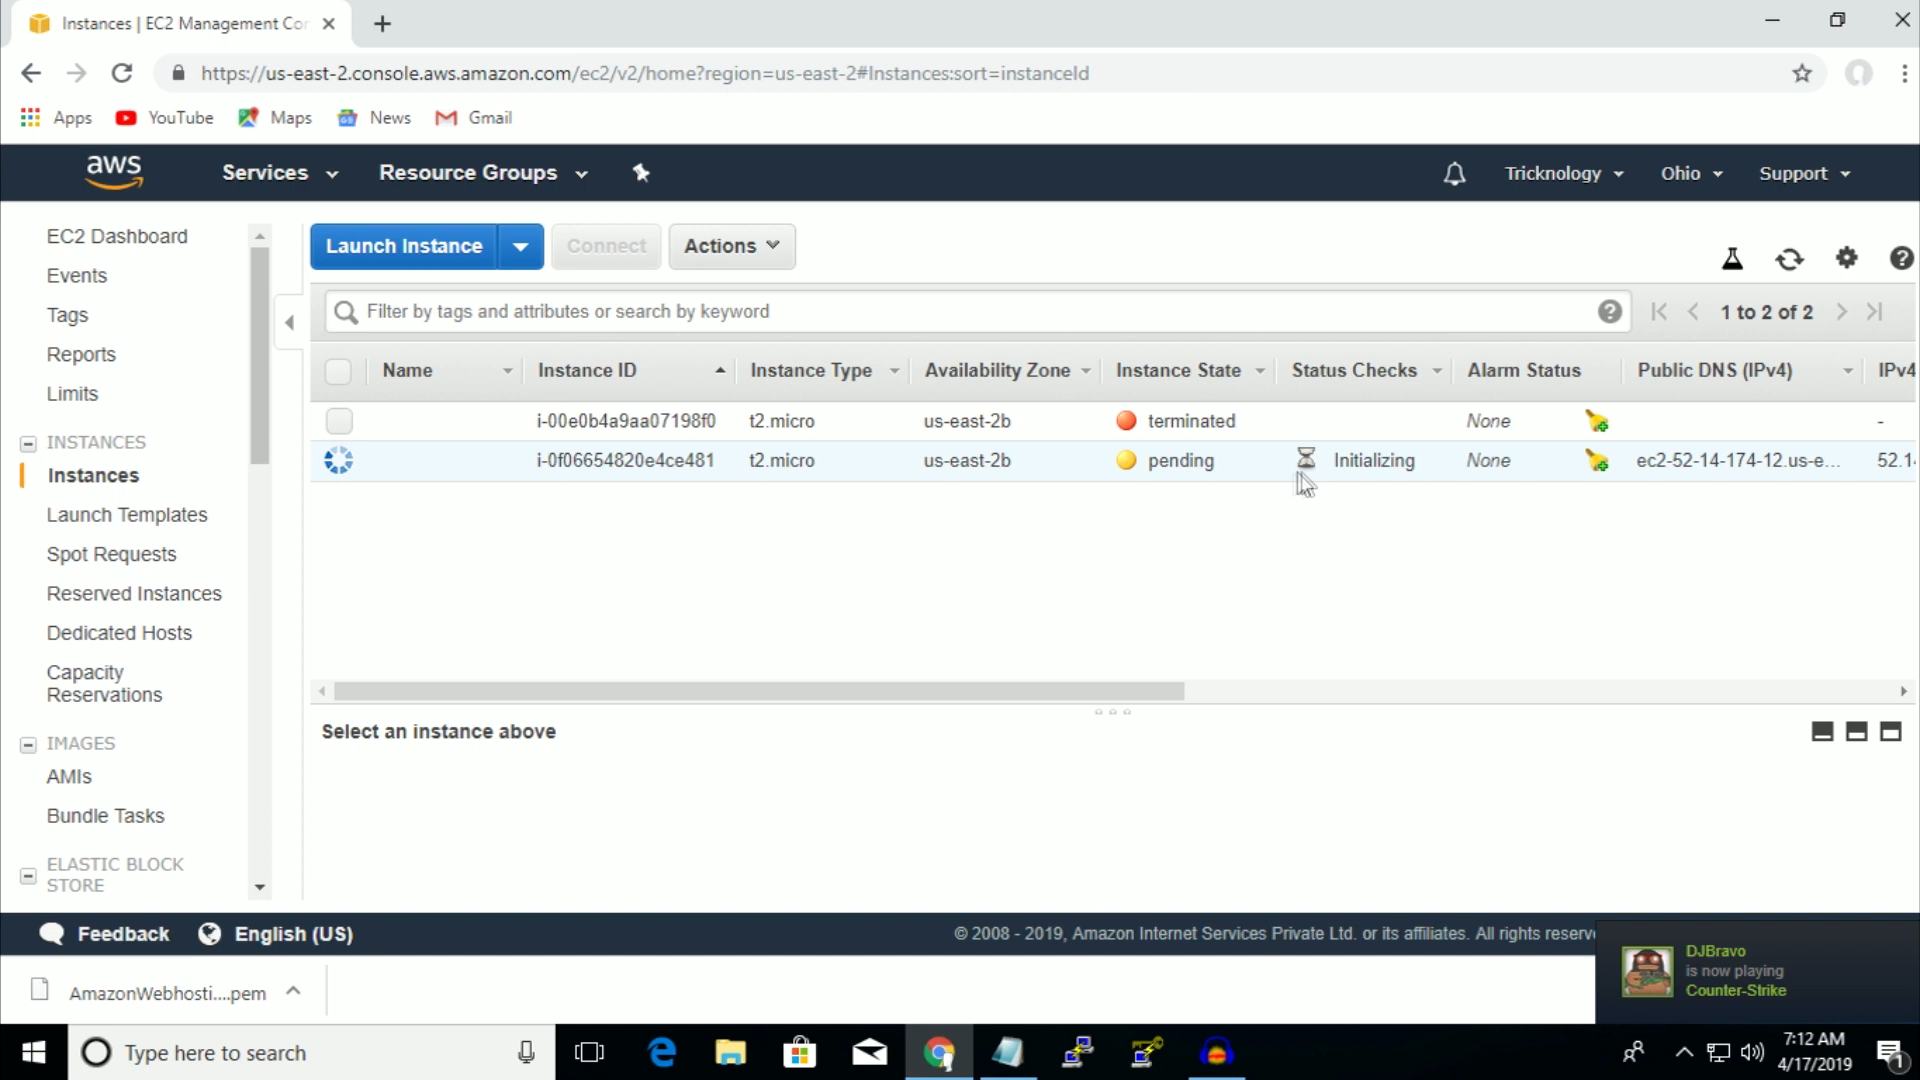 Instances | EC2 Management Cor
https://us-east-2.console.aws.amazon.com/ec2/v2/home?region=us-east-2#Instances:sort=instanceId
Apps YouTube Maps News Gmail
aws Services Resource Groups Tricknology Ohio Support
EC2 Dashboard
Events
Tags
Reports
Limits
INSTANCES
Instances
Launch Templates
Spot Requests
Reserved Instances
Dedicated Hosts
Capacity
Reservations
IMAGES
AMIs
Bundle Tasks
ELASTIC BLOCK
STORE
Launch Instance Connect Actions
Filter by tags and attributes or search by keyword 1 to 2 of 2
Name Instance ID Instance Type Availability Zone Instance State Status Checks Alarm Status Public DNS (IPv4) IPv4
i-00e0b4a9aa07198f0 t2.micro us-east-2b terminated None -
i-0f06654820e4ce481 t2.micro us-east-2b pending Initializing None ec2-52-14-174-12.us-e... 52.1
Select an instance above
Feedback English (US) © 2008 - 2019, Amazon Internet Services Private Ltd. or its affiliates. All rights reserv
DJBravo
is now playing
Counter-Strike
AmazonWebhosti....pem
Type here to search
7:12 AM
4/17/2019
1